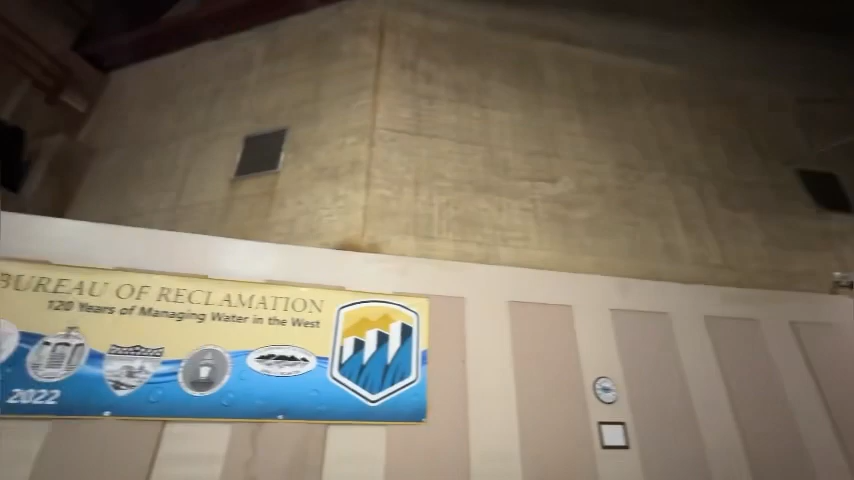 BUREAU OF RECLAMATION
120 Years of Managing Water in the West
2022